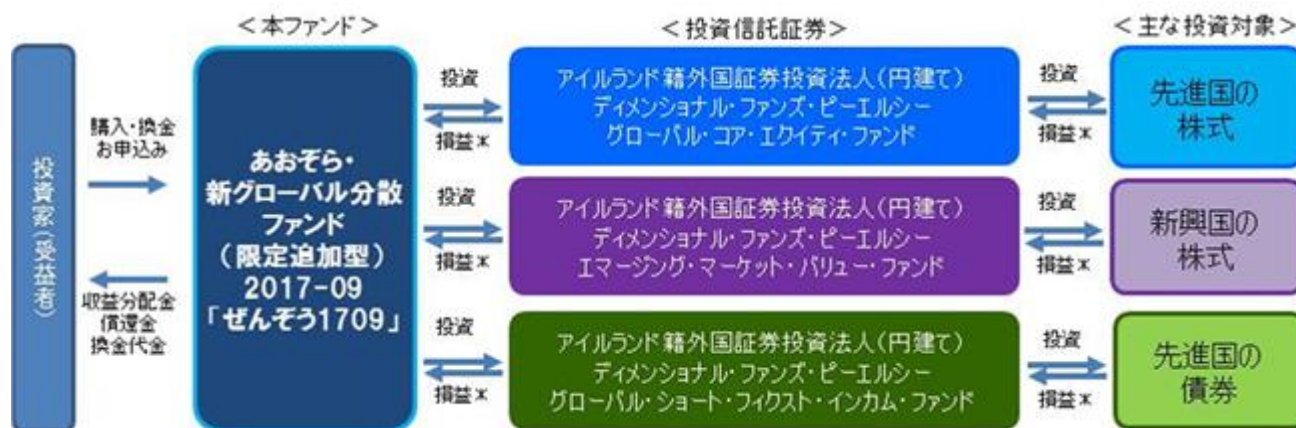 <本ファンド>
<投資信託証券>
<主な投資対象>
投資家(受益者)
購入・換金
お申込み
収益分配金
償還金
換金代金
あおぞら・
新グローバル分散
ファンド
(限定追加型)
2017-09
「ぜんぞう1709」
投資
損益*
アイルランド籍外国証券投資法人(円建て)
ディメンショナル・ファンズ・ピーエルシー
グローバル・コア・エクイティ・ファンド
投資
損益*
先進国の
株式
投資
損益*
アイルランド籍外国証券投資法人(円建て)
ディメンショナル・ファンズ・ピーエルシー
エマージング・マーケット・バリュー・ファンド
投資
損益*
新興国の
株式
投資
損益*
アイルランド籍外国証券投資法人(円建て)
ディメンショナル・ファンズ・ピーエルシー
グローバル・ショート・フィクスト・インカム・ファンド
投資
損益*
先進国の
債券